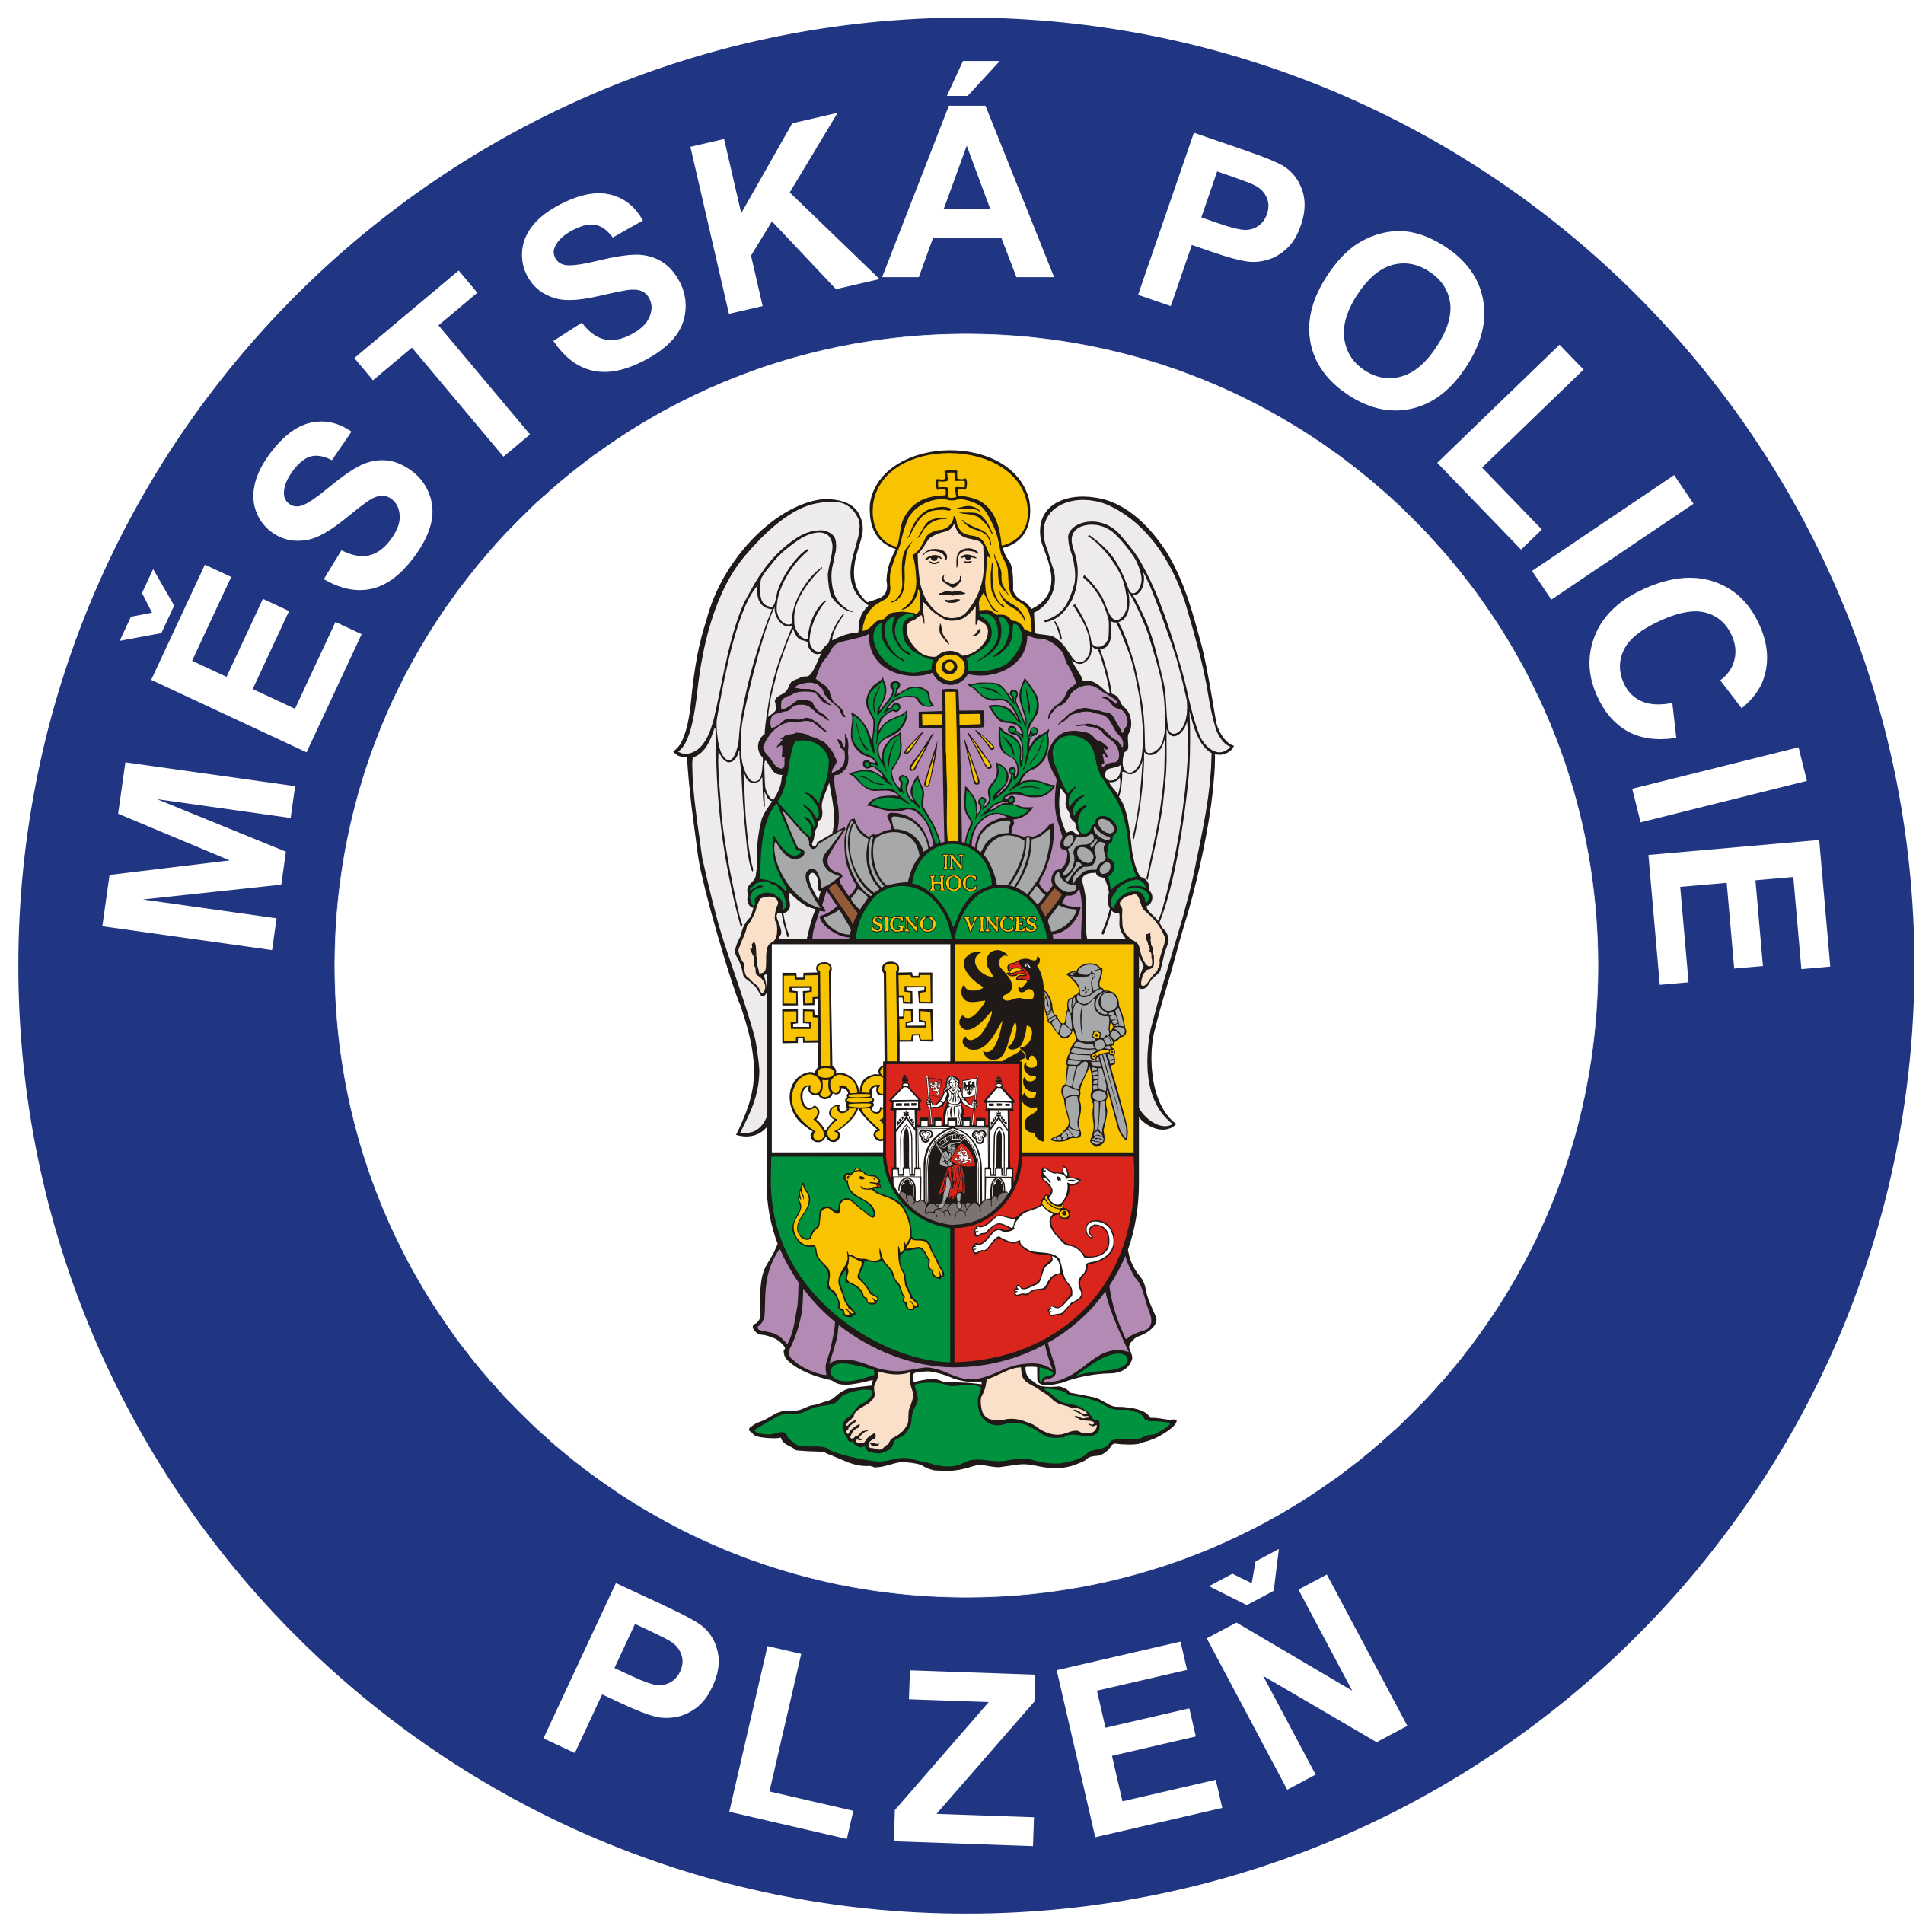 MĚSTSKÁ POLICIE
IN
HOC
SIGNO VINCES
PLZEŇ